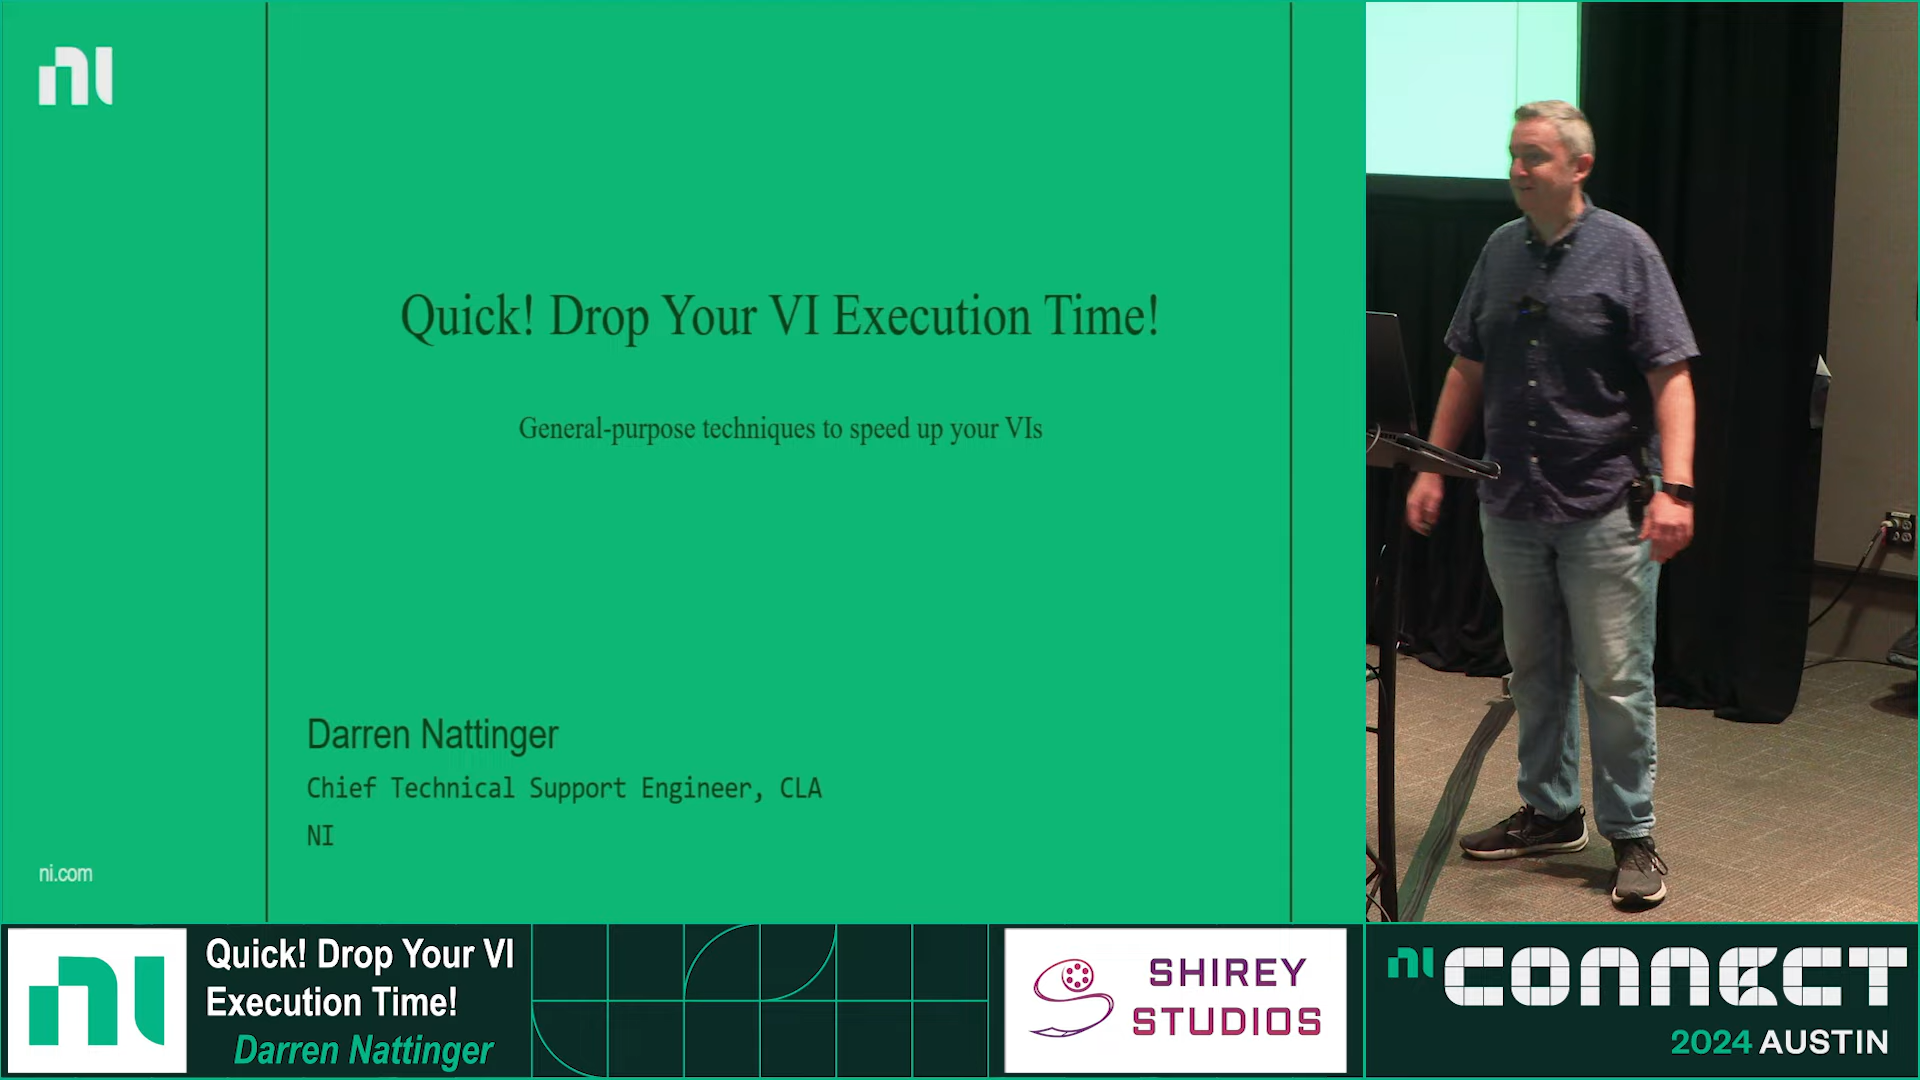 ni
Quick! Drop Your VI Execution Time!
General-purpose techniques to speed up your VIs
Darren Nattinger
Chief Technical Support Engineer, CLA
NI
ni.com
ni
Quick! Drop Your VI
Execution Time!
Darren Nattinger
SHIREY
STUDIOS
ni CONNECT
2024 AUSTIN